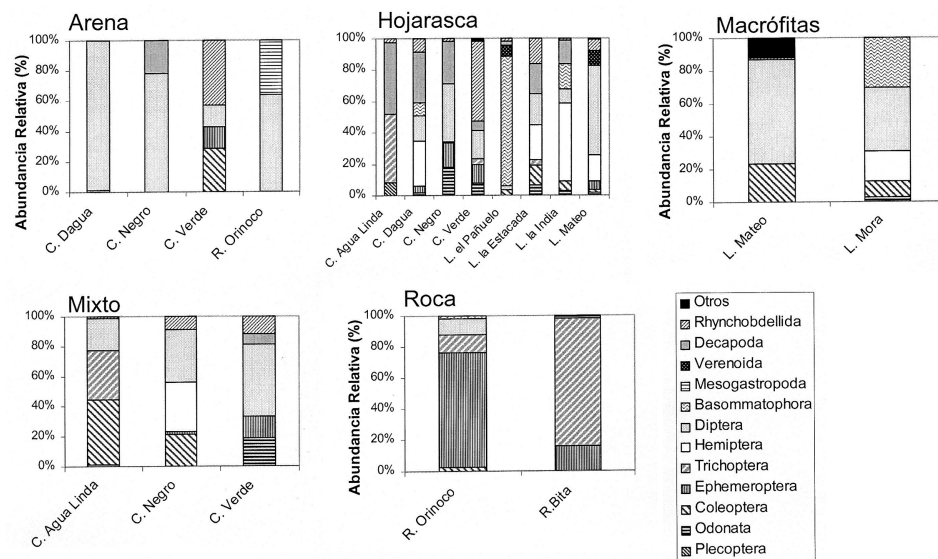 Arena
Abundancia Relativa (%)
100%
80%
60%
40%
20%
0%
C. Dagua
C. Negro
C. Verde
R. Orinoco
Hojarasca
100%
80%
60%
40%
20%
0%
C. Agua Linda
C. Dagua
C. Negro
C. Verde
L. el Pañuelo
L. la Estacada
L. la India
L. Mateo
Macrófitas
Abundancia Relativa (%)
100%
80%
60%
40%
20%
0%
L. Mateo
L. Mora
Mixto
100%
80%
60%
40%
20%
0%
C. Agua Linda
C. Negro
C. Verde
Roca
Abundancia Relativa (%)
100%
80%
60%
40%
20%
0%
R. Orinoco
R.Bita
Otros
Rhynchobdellida
Decapoda
Verenoida
Mesogastropoda
Basommatophora
Diptera
Hemiptera
Trichoptera
Ephemeroptera
Coleoptera
Odonata
Plecoptera